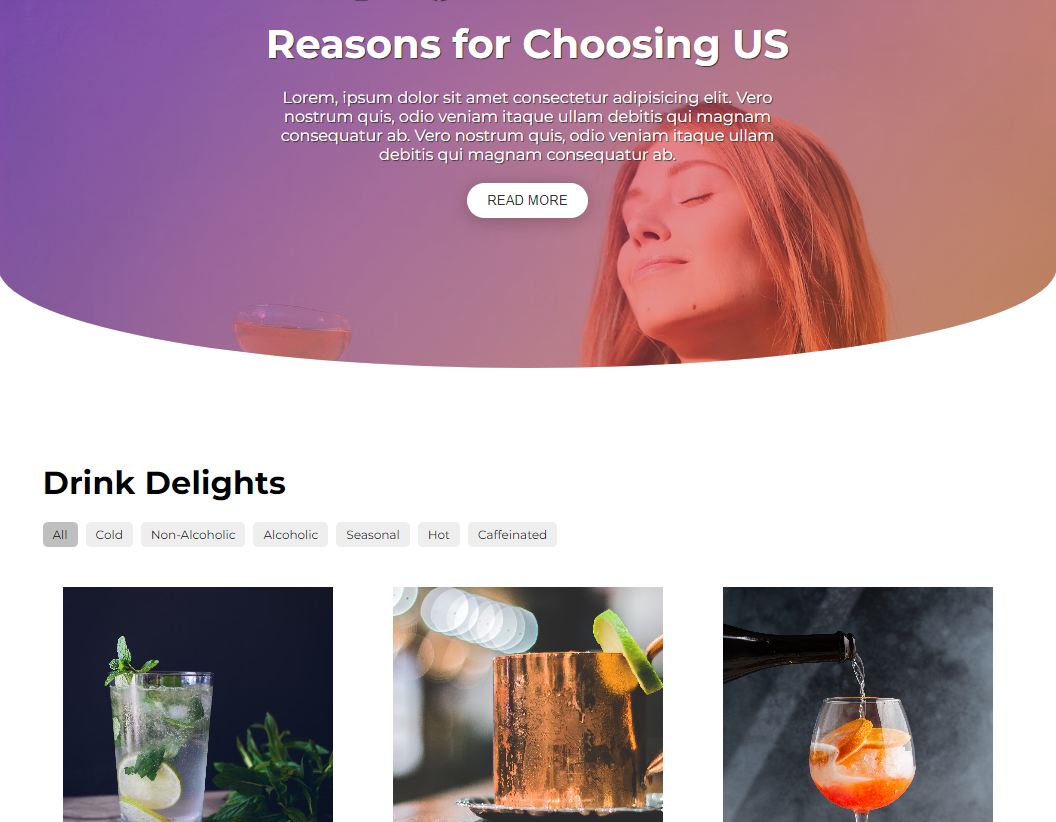 Reasons for Choosing US
Lorem, ipsum dolor sit amet consectetur adipisicing elit. Vero
nostrum quis, odio veniam itaque ullam debitis qui magnam
consequatur ab. Vero nostrum quis, odio veniam itaque ullam
debitis qui magnam consequatur ab.
READ MORE
Drink Delights
All Cold Non-Alcoholic Alcoholic Seasonal Hot Caffeinated